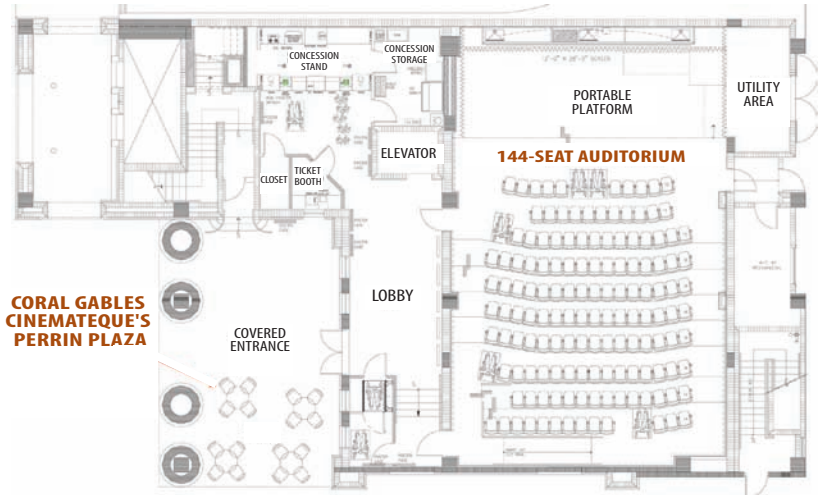 CONCESSION
STAND
CONCESSION
STORAGE
PORTABLE
PLATFORM
UTILITY
AREA
ELEVATOR
144-SEAT AUDITORIUM
CLOSET
TICKET
BOOTH
LOBBY
CORAL GABLES
CINEMATEQUE'S
PERRIN PLAZA
COVERED
ENTRANCE